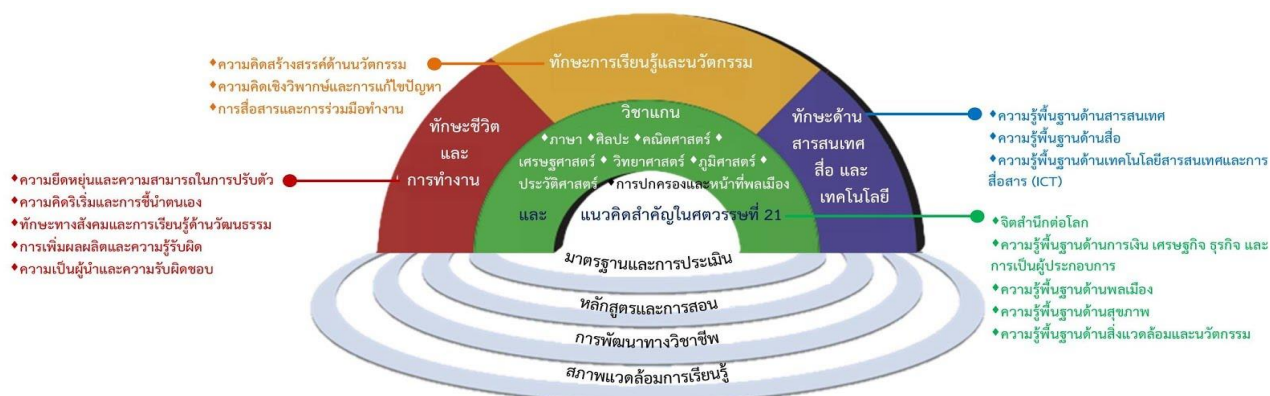 ♦ความคิดสร้างสรรค์ด้านนวัตกรรม
♦ความคิดเชิงวิพากษ์และการแก้ไขปัญหา
♦การสื่อสารและการร่วมมือทำงาน
ทักษะการเรียนรู้และนวัตกรรม
ทักษะชีวิต
และ
การทำงาน
♦ความยืดหยุ่นและความสามารถในการปรับตัว
♦ความคิดริเริ่มและการชี้นำตนเอง
♦ทักษะทางสังคมและการเรียนรู้ด้านวัฒนธรรม
♦การเพิ่มผลผลิตและความรู้รับผิด
♦ความเป็นผู้นำและความรับผิดชอบ
วิชาแกน
♦ภาษา ♦ศิลปะ ♦คณิตศาสตร์ ♦
เศรษฐศาสตร์ ♦ วิทยาศาสตร์ ♦ภูมิศาสตร์ ♦
ประวัติศาสตร์ ♦การปกครองและหน้าที่พลเมือง
และ แนวคิดสำคัญในศตวรรษที่ 21
ทักษะด้าน
สารสนเทศ
สื่อ และ
เทคโนโลยี
♦ความรู้พื้นฐานด้านสารสนเทศ
♦ความรู้พื้นฐานด้านสื่อ
♦ความรู้พื้นฐานด้านเทคโนโลยีสารสนเทศและการ
สื่อสาร (ICT)
♦จิตสำนึกต่อโลก
♦ความรู้พื้นฐานด้านการเงิน เศรษฐกิจ ธุรกิจ และ
การเป็นผู้ประกอบการ
♦ความรู้พื้นฐานด้านพลเมือง
♦ความรู้พื้นฐานด้านสุขภาพ
♦ความรู้พื้นฐานด้านสิ่งแวดล้อมและนวัตกรรม
มาตรฐานและการประเมิน
หลักสูตรและการสอน
การพัฒนาทางวิชาชีพ
สภาพแวดล้อมการเรียนรู้